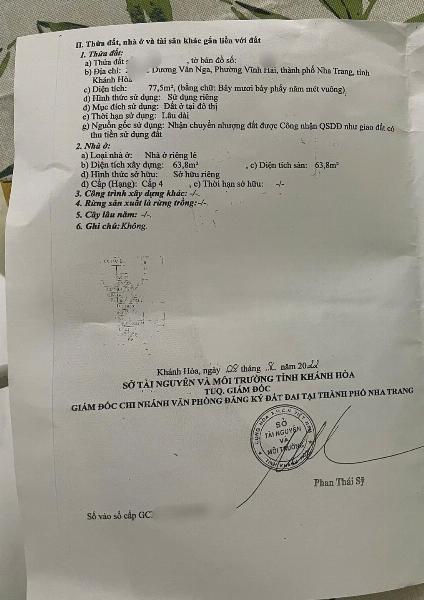 II. Thửa đất, nhà ở và tài sản khác gắn liền với đất
1. Thửa đất:
a) Thửa đất s , tờ bản đồ số:
b) Địa chỉ: Dương Vân Nga, Phường Vĩnh Hải, thành phố Nha Trang, tỉnh
Khánh Hòa
c) Diện tích: 77,5m², (bằng chữ: Bảy mươi bảy phẩy năm mét vuông)
d) Hình thức sử dụng: Sử dụng riêng
đ) Mục đích sử dụng: Đất ở tại đô thị
e) Thời hạn sử dụng: Lâu dài
g) Nguồn gốc sử dụng: Nhận chuyển nhượng đất được Công nhận QSDĐ như giao đất có
thu tiền sử dụng đất
2. Nhà ở:
a) Loại nhà ở: Nhà ở riêng lẻ
b) Diện tích xây dựng: 63,8m² , c) Diện tích sàn: 63,8m²
d) Hình thức sở hữu: Sở hữu riêng
đ) Cấp (Hạng): Cấp 4 , e) Thời hạn sở hữu: -/-
3. Công trình xây dựng khác: -/-
4. Rừng sản xuất là rừng trồng:-/-
5. Cây lâu năm: -/-
6. Ghi chú:Không.
Khánh Hòa, ngày 08 tháng năm 2022
SỞ TÀI NGUYÊN VÀ MÔI TRƯỜNG TỈNH KHÁNH HÒA
TUQ. GIÁM ĐỐC
GIÁM ĐỐC CHI NHÁNH VĂN PHÒNG ĐĂNG KÝ ĐẤT ĐAI TẠI THÀNH PHỐ NHA TRANG
SỞ
TÀI NGUYÊN
VÀ
MÔI TRƯỜNG
Phan Thái Sỹ
Số vào sổ cấp GC